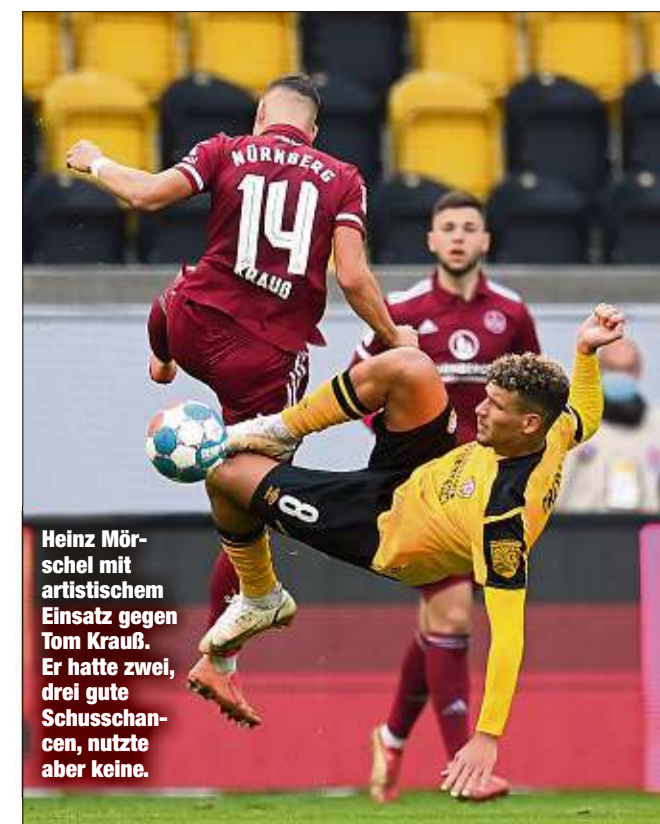 NÜRNBERG
14
KRAUß
8
Heinz Mör-
schel mit
artistischem
Einsatz gegen
Tom Krauß.
Er hatte zwei,
drei gute
Schusschan-
cen, nutzte
aber keine.